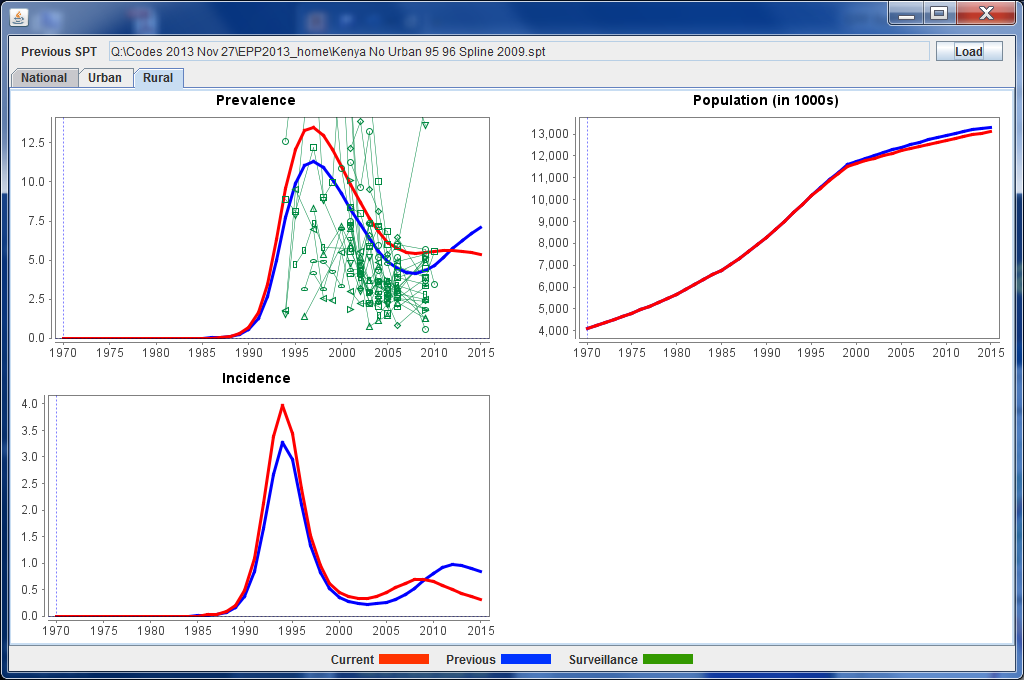 Previous SPT Q:\Codes 2013 Nov 27\EPP2013_home\Kenya No Urban 95 96 Spline 2009.spt Load
National Urban Rural
Prevalence
12.5
10.0
7.5
5.0
2.5
0.0
1970 1975 1980 1985 1990 1995 2000 2005 2010 2015
Population (in 1000s)
13,000
12,000
11,000
10,000
9,000
8,000
7,000
6,000
5,000
4,000
1970 1975 1980 1985 1990 1995 2000 2005 2010 2015
Incidence
4.0
3.5
3.0
2.5
2.0
1.5
1.0
0.5
0.0
1970 1975 1980 1985 1990 1995 2000 2005 2010 2015
Current Previous Surveillance